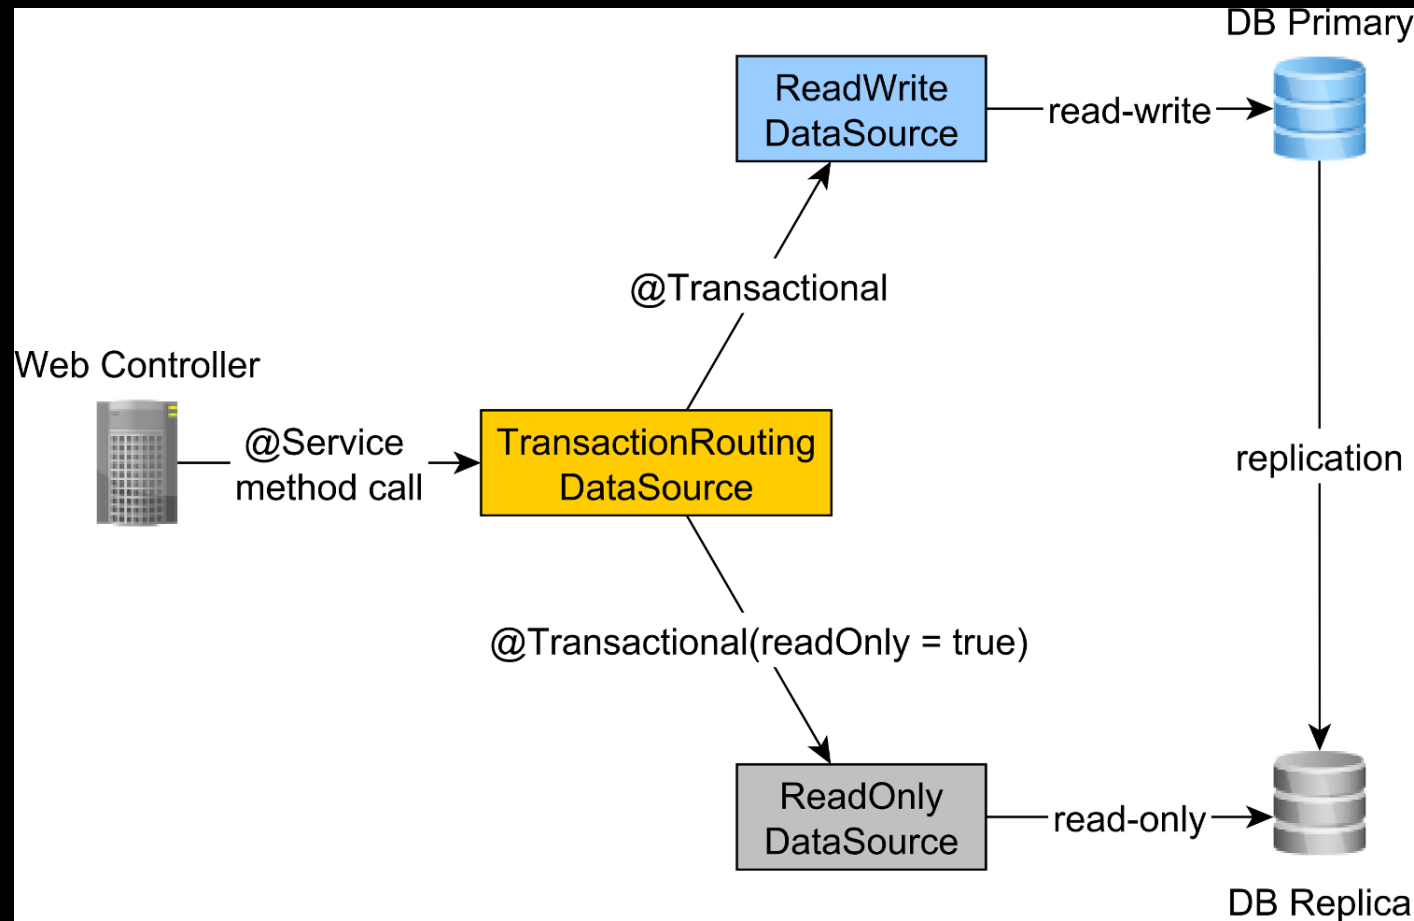 DB Primary
ReadWrite
DataSource
read-write
@Transactional
Web Controller
@Service
method call
TransactionRouting
DataSource
replication
@Transactional(readOnly = true)
ReadOnly
DataSource
read-only
DB Replica